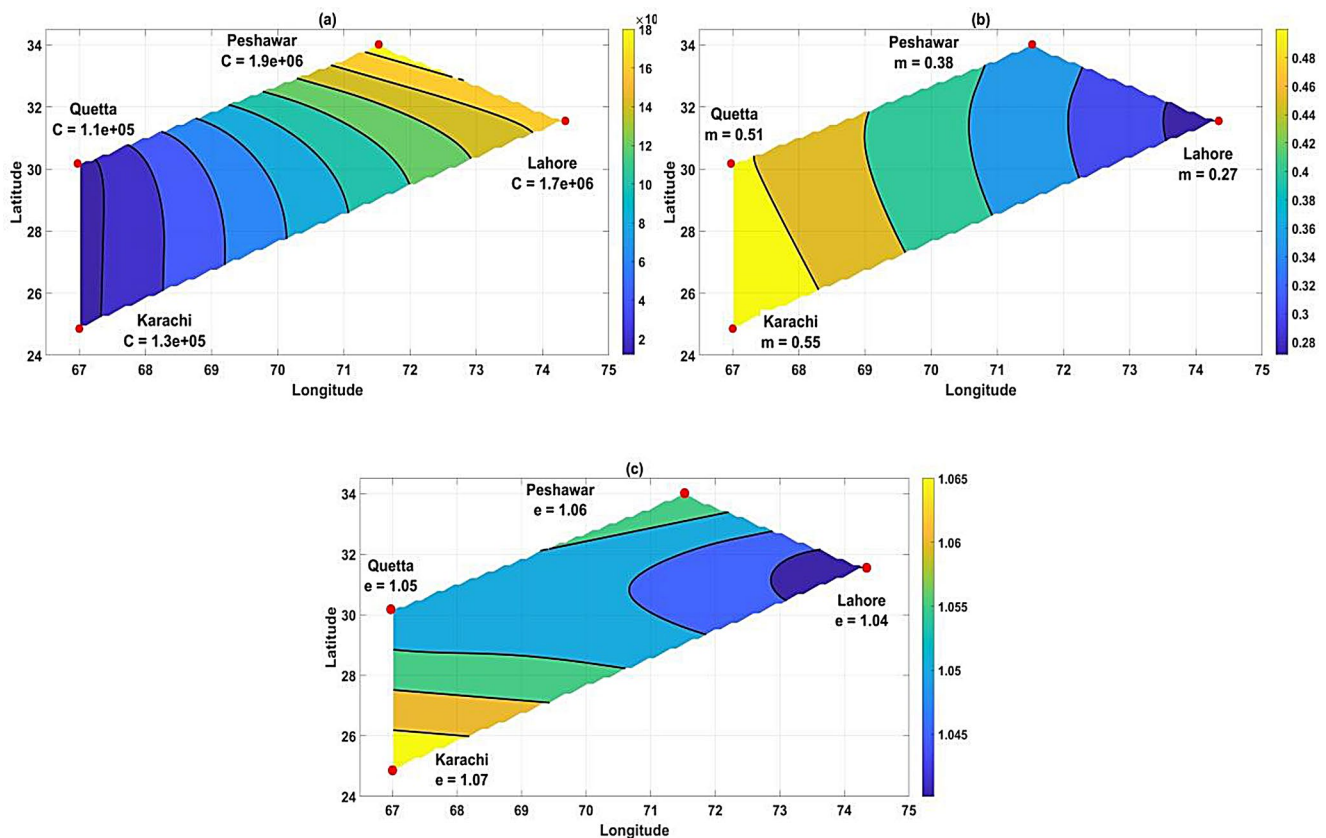 (a)
×10
Peshawar
C = 1.9e+06
Quetta
C = 1.1e+05
Lahore
C = 1.7e+06
Karachi
C = 1.3e+05
Latitude
34
32
30
28
26
24
67
68
69
70
71
72
73
74
75
Longitude
18
16
14
12
10
8
6
4
2
(b)
Peshawar
m = 0.38
Quetta
m = 0.51
Lahore
m = 0.27
Karachi
m = 0.55
Latitude
34
32
30
28
26
24
67
68
69
70
71
72
73
74
75
Longitude
0.48
0.46
0.44
0.42
0.4
0.38
0.36
0.34
0.32
0.3
0.28
(c)
Peshawar
e = 1.06
Quetta
e = 1.05
Lahore
e = 1.04
Karachi
e = 1.07
Latitude
34
32
30
28
26
24
67
68
69
70
71
72
73
74
75
Longitude
1.065
1.06
1.055
1.05
1.045